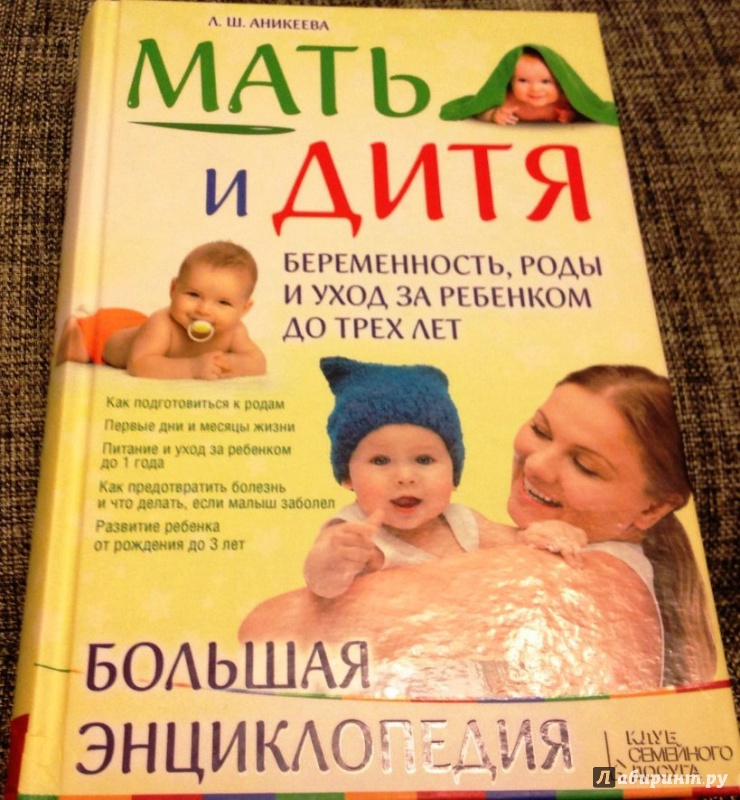 Л. Ш. АНИКЕЕВА
МАТЬ
и ДИТЯ
БЕРЕМЕННОСТЬ, РОДЫ
И УХОД ЗА РЕБЕНКОМ
ДО ТРЕХ ЛЕТ
Как подготовиться к родам
Первые дни и месяцы жизни
Питание и уход за ребенком
до 1 года
Как предотвратить болезнь
и что делать, если малыш заболел
Развитие ребенка
от рождения до 3 лет
БОЛЬШАЯ
ЭНЦИКЛОПЕДИЯ
КЛУБ
СЕМЕЙНОГО
ДОСУГА
Лабиринт.ру